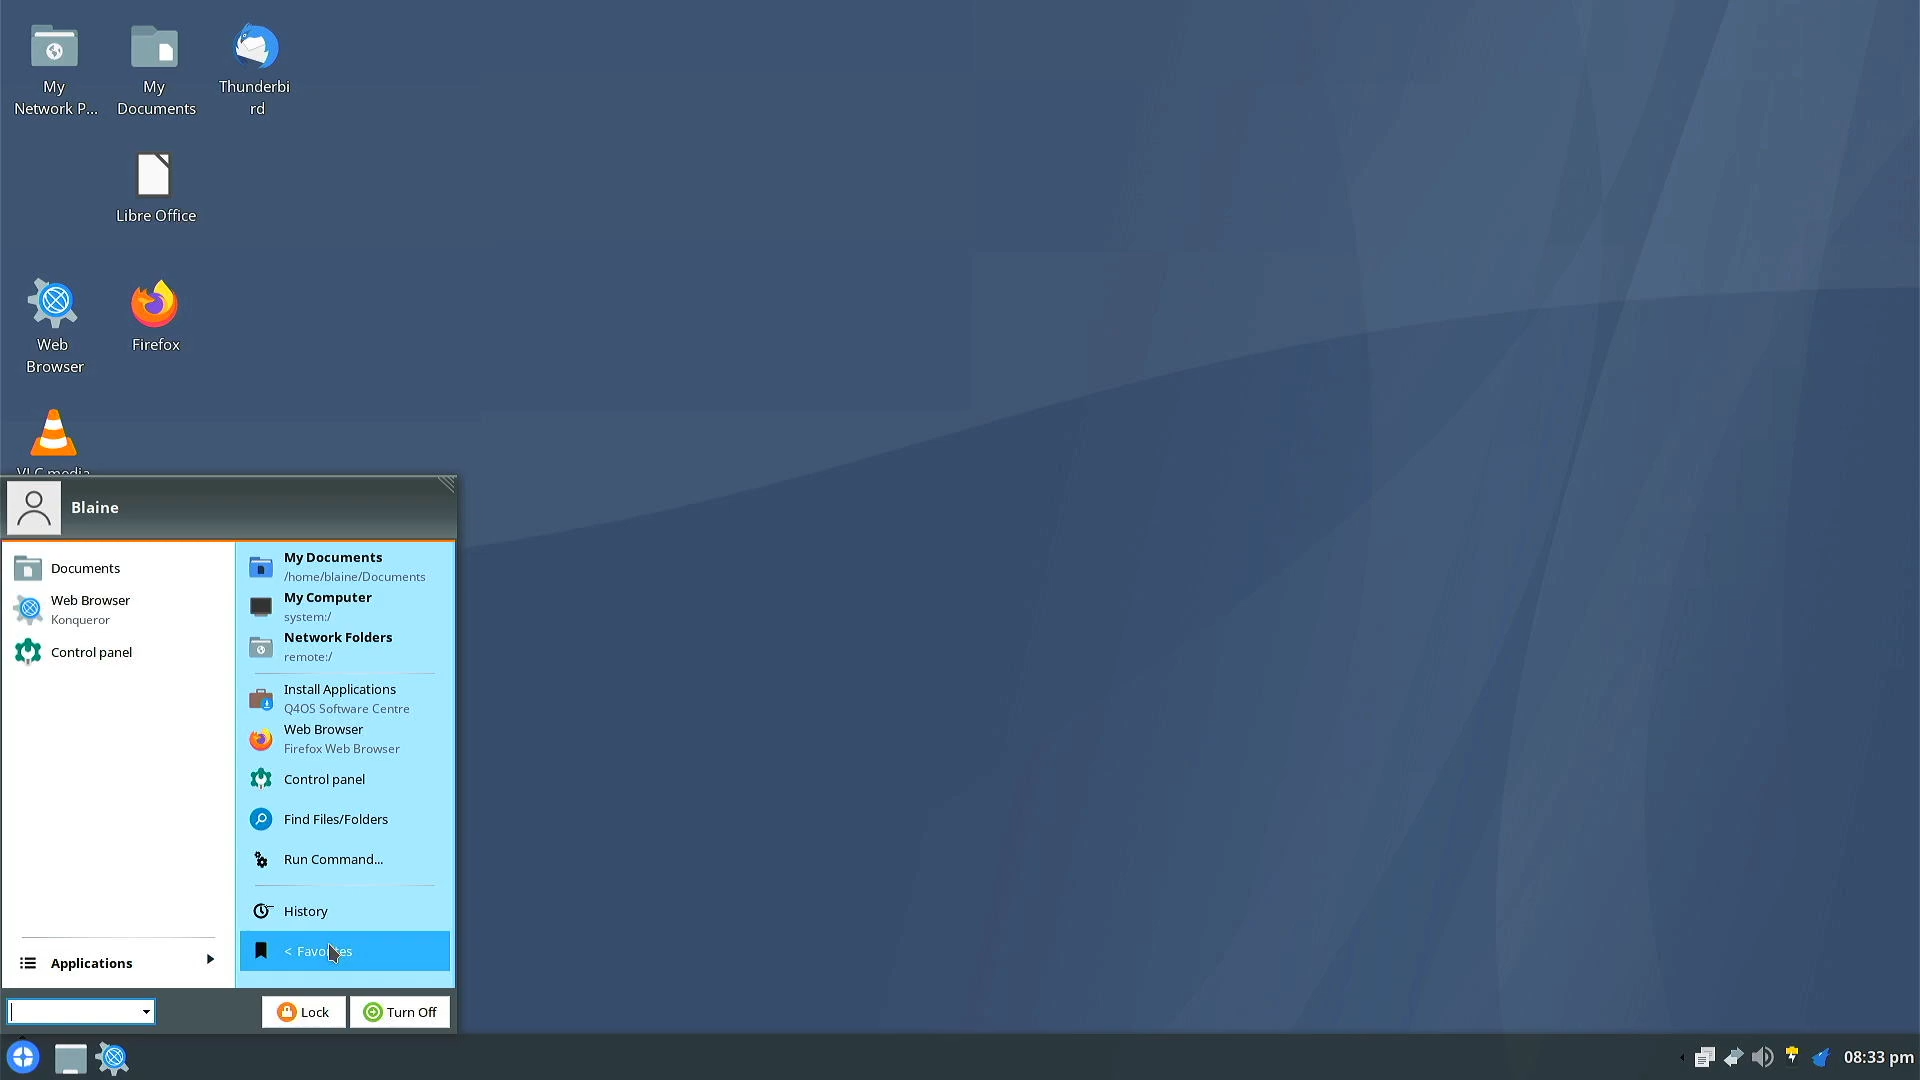 My
Network P...
My
Documents
Thunderbi
rd
Libre Office
Web
Browser
Firefox
VLC media
Blaine
Documents
Web Browser
Konqueror
Control panel
Applications
My Documents
/home/blaine/Documents
My Computer
system:/
Network Folders
remote:/
Install Applications
Q4OS Software Centre
Web Browser
Firefox Web Browser
Control panel
Find Files/Folders
Run Command...
History
< Favorites
Lock
Turn Off
08:33 pm